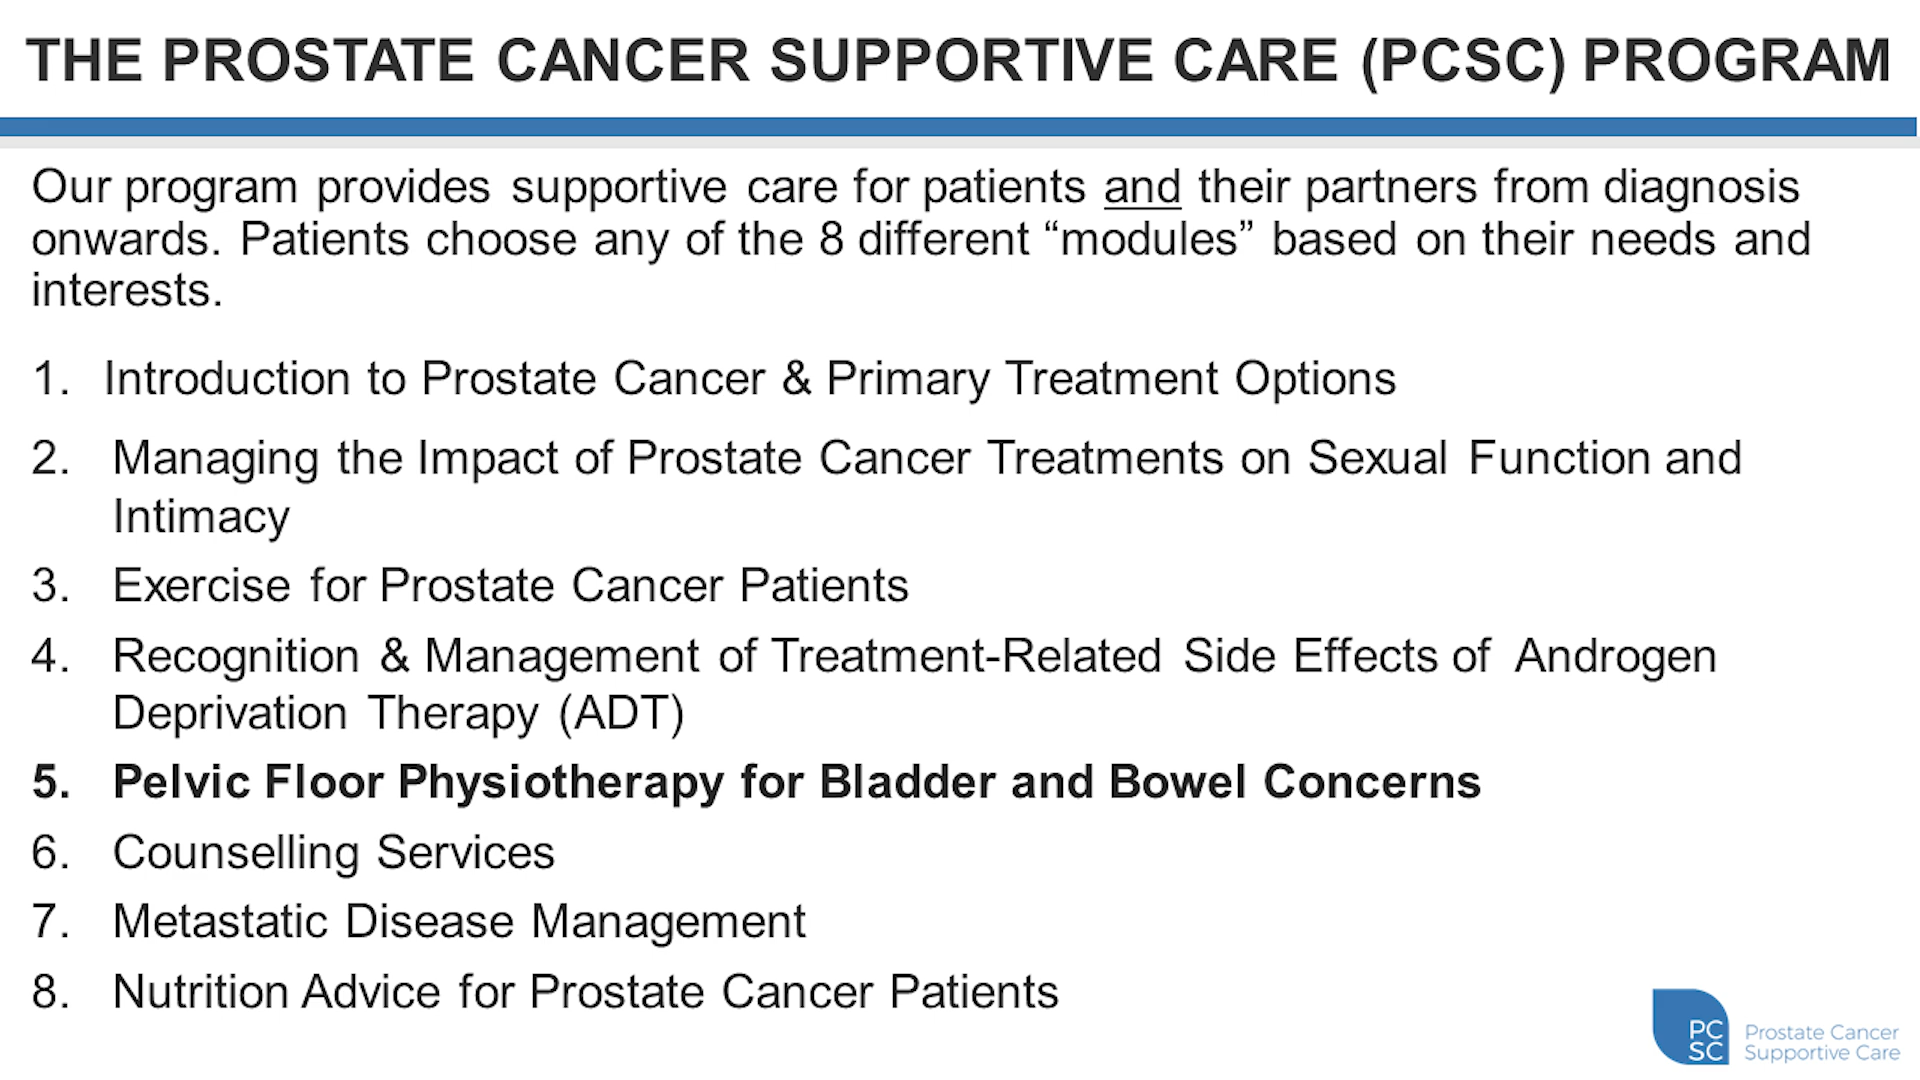 THE PROSTATE CANCER SUPPORTIVE CARE (PCSC) PROGRAM
Our program provides supportive care for patients and their partners from diagnosis
onwards. Patients choose any of the 8 different “modules” based on their needs and
interests.
1. Introduction to Prostate Cancer & Primary Treatment Options
2. Managing the Impact of Prostate Cancer Treatments on Sexual Function and
Intimacy
3. Exercise for Prostate Cancer Patients
4. Recognition & Management of Treatment-Related Side Effects of Androgen
Deprivation Therapy (ADT)
5. Pelvic Floor Physiotherapy for Bladder and Bowel Concerns
6. Counselling Services
7. Metastatic Disease Management
8. Nutrition Advice for Prostate Cancer Patients
PC
SC
Prostate Cancer
Supportive Care